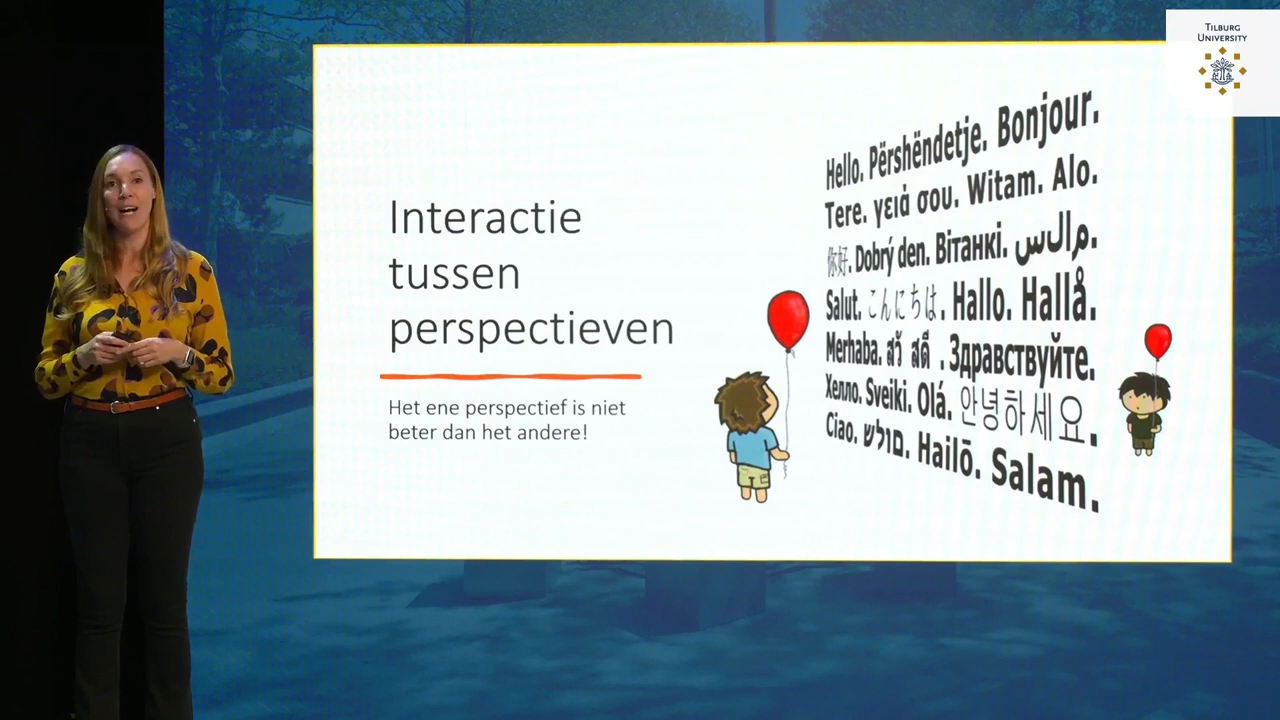 TILBURG
UNIVERSITY
Interactie
tussen
perspectieven
Het ene perspectief is niet
beter dan het andere!
Hello. Përshëndetje. Bonjour.
Tere. γειά σου. Witam. Alo.
你好. Dobrý den. Вітанкі. سالم.
Salut. こんにちは. Hallo. Hallå.
Merhaba. สวั สดี . Здравствуйте.
Хелло. Sveiki. Olá. 안녕하세요.
Ciao. שלום. Hailō. Salam.